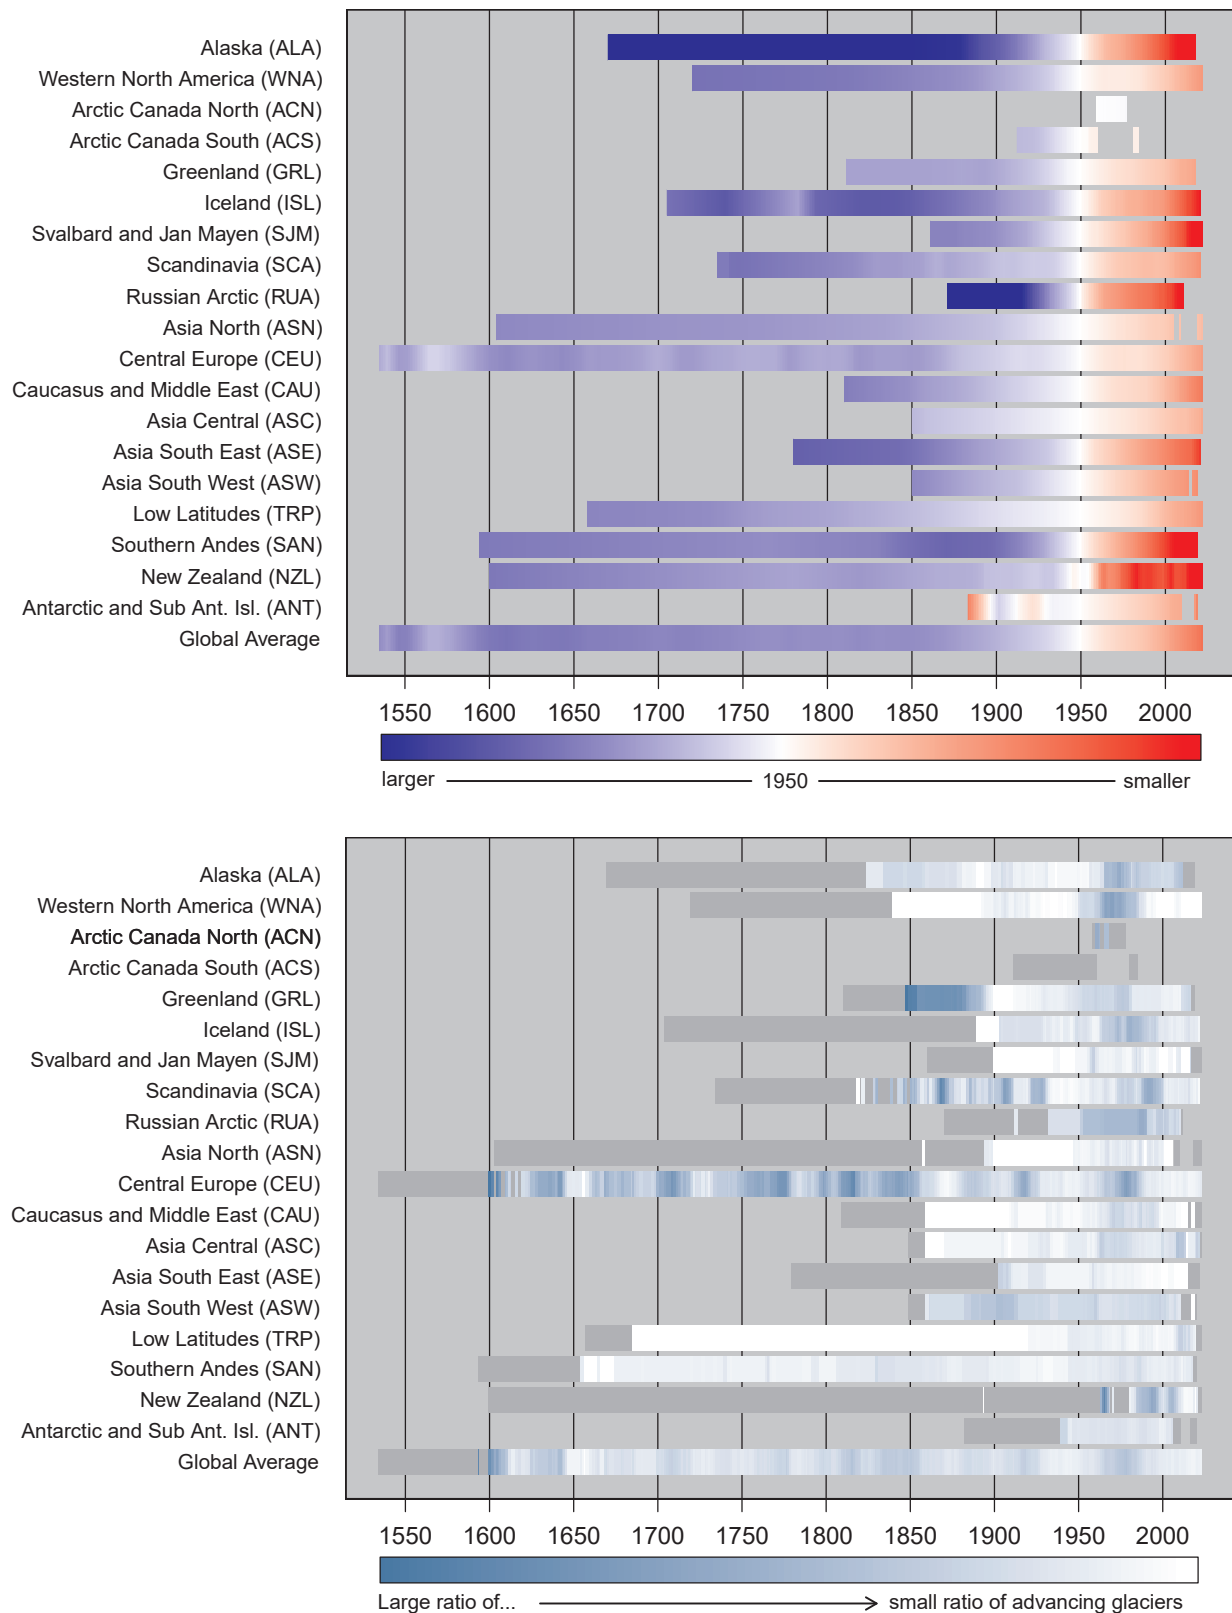 Alaska (ALA)
Western North America (WNA)
Arctic Canada North (ACN)
Arctic Canada South (ACS)
Greenland (GRL)
Iceland (ISL)
Svalbard and Jan Mayen (SJM)
Scandinavia (SCA)
Russian Arctic (RUA)
Asia North (ASN)
Central Europe (CEU)
Caucasus and Middle East (CAU)
Asia Central (ASC)
Asia South East (ASE)
Asia South West (ASW)
Low Latitudes (TRP)
Southern Andes (SAN)
New Zealand (NZL)
Antarctic and Sub Ant. Isl. (ANT)
Global Average
1550 1600 1650 1700 1750 1800 1850 1900 1950 2000
larger 1950 smaller
Alaska (ALA)
Western North America (WNA)
Arctic Canada North (ACN)
Arctic Canada South (ACS)
Greenland (GRL)
Iceland (ISL)
Svalbard and Jan Mayen (SJM)
Scandinavia (SCA)
Russian Arctic (RUA)
Asia North (ASN)
Central Europe (CEU)
Caucasus and Middle East (CAU)
Asia Central (ASC)
Asia South East (ASE)
Asia South West (ASW)
Low Latitudes (TRP)
Southern Andes (SAN)
New Zealand (NZL)
Antarctic and Sub Ant. Isl. (ANT)
Global Average
1550 1600 1650 1700 1750 1800 1850 1900 1950 2000
Large ratio of... small ratio of advancing glaciers